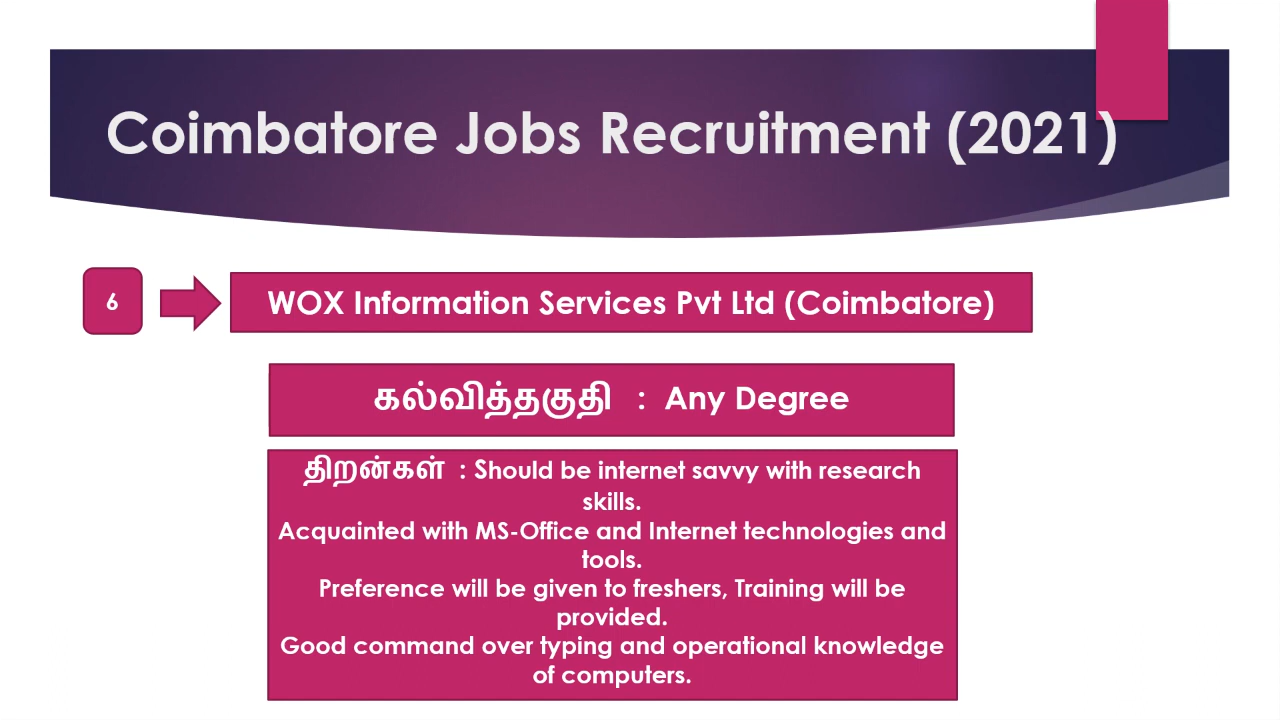 Coimbatore Jobs Recruitment (2021)
6
WOX Information Services Pvt Ltd (Coimbatore)
கல்வித்தகுதி : Any Degree
திறன்கள் : Should be internet savvy with research
skills.
Acquainted with MS-Office and Internet technologies and
tools.
Preference will be given to freshers, Training will be
provided.
Good command over typing and operational knowledge
of computers.